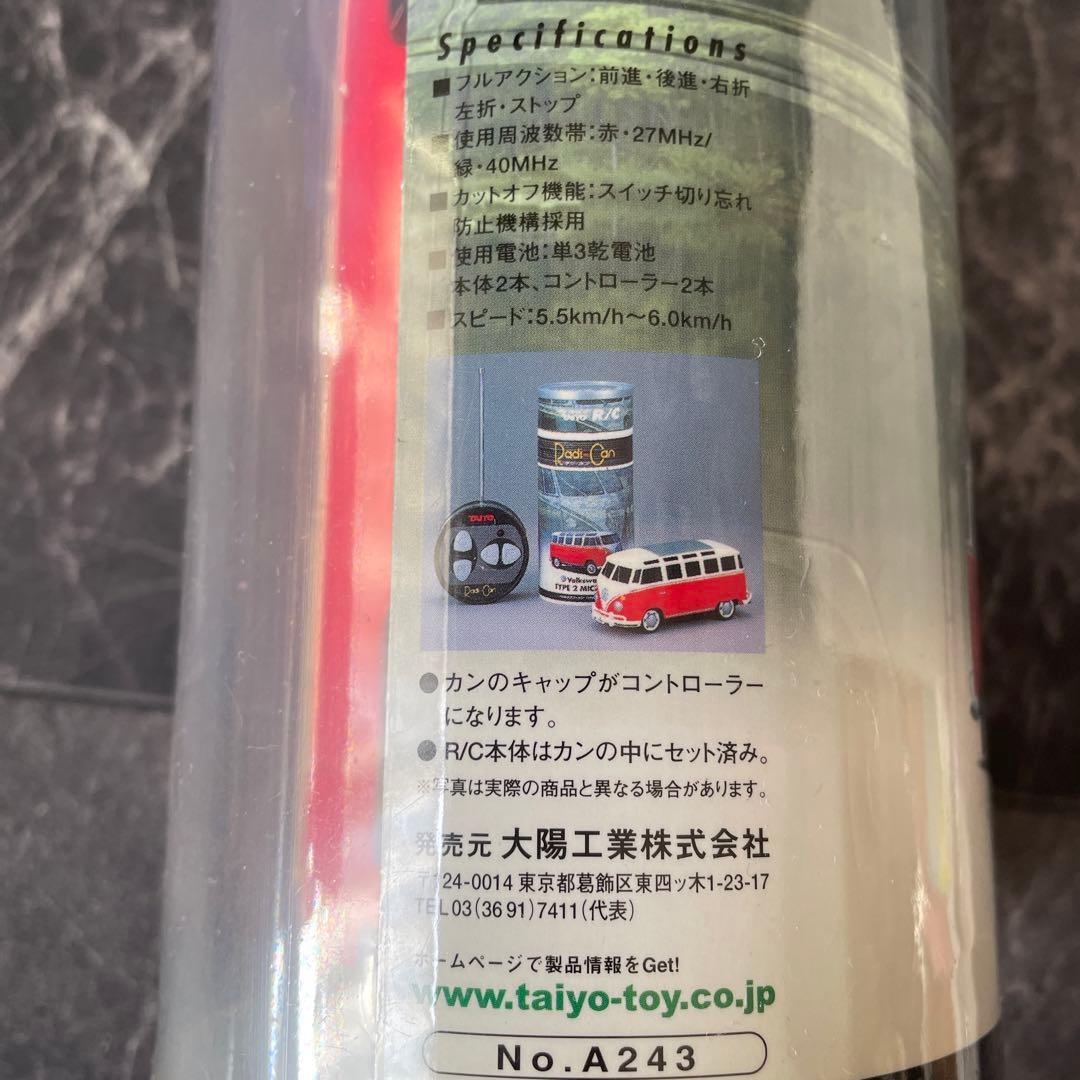 Specifications
■フルアクション:前進・後進・右折
左折・ストップ
■使用周波数帯:赤・27MHz/
緑・40MHz
■カットオフ機能:スイッチ切り忘れ
防止機構採用
■使用電池:単3乾電池
本体2本、コントローラー2本
■スピード:5.5km/h〜6.0km/h
R/C
Radi-Can
TAIYO
Radi-Can
Volkswa
TYPE 2 MIC
●カンのキャップがコントローラー
になります。
●R/C本体はカンの中にセット済み。
※写真は実際の商品と異なる場合があります。
発売元 大陽工業株式会社
〒124-0014 東京都葛飾区東四ッ木1-23-17
TEL 03(3691)7411(代表)
ホームページで製品情報をGet!
www.taiyo-toy.co.jp
No.A243